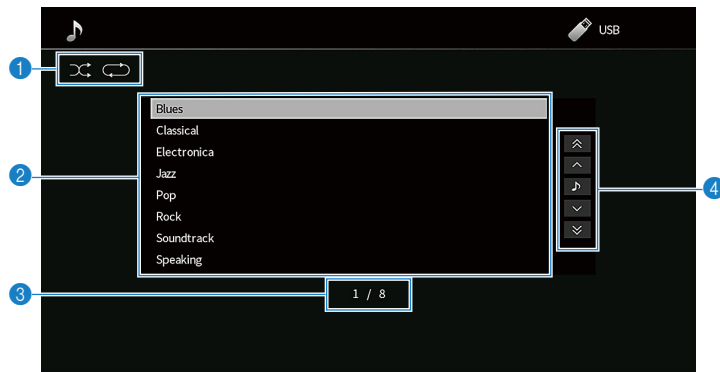 USB
1
Blues
Classical
Electronica
Jazz
2
Pop
4
Rock
Soundtrack
Speaking
3
1 / 8